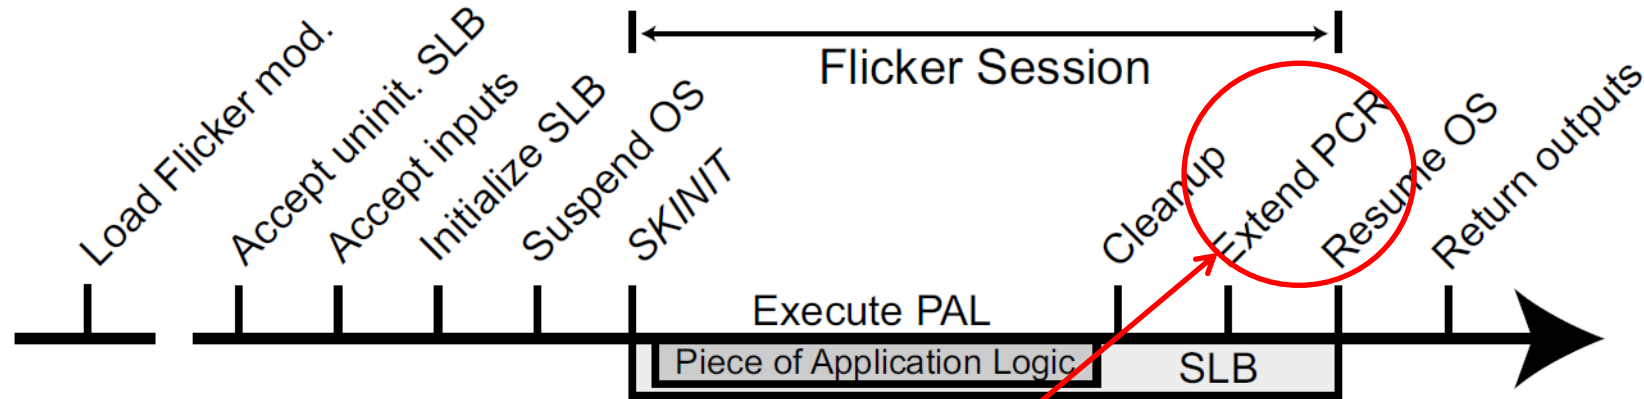 Flicker Session
Load Flicker mod.
Accept uninit. SLB
Accept inputs
Initialize SLB
Suspend OS
SKINIT
Cleanup
Extend PCR
Resume OS
Return outputs
Execute PAL
Piece of Application Logic
SLB